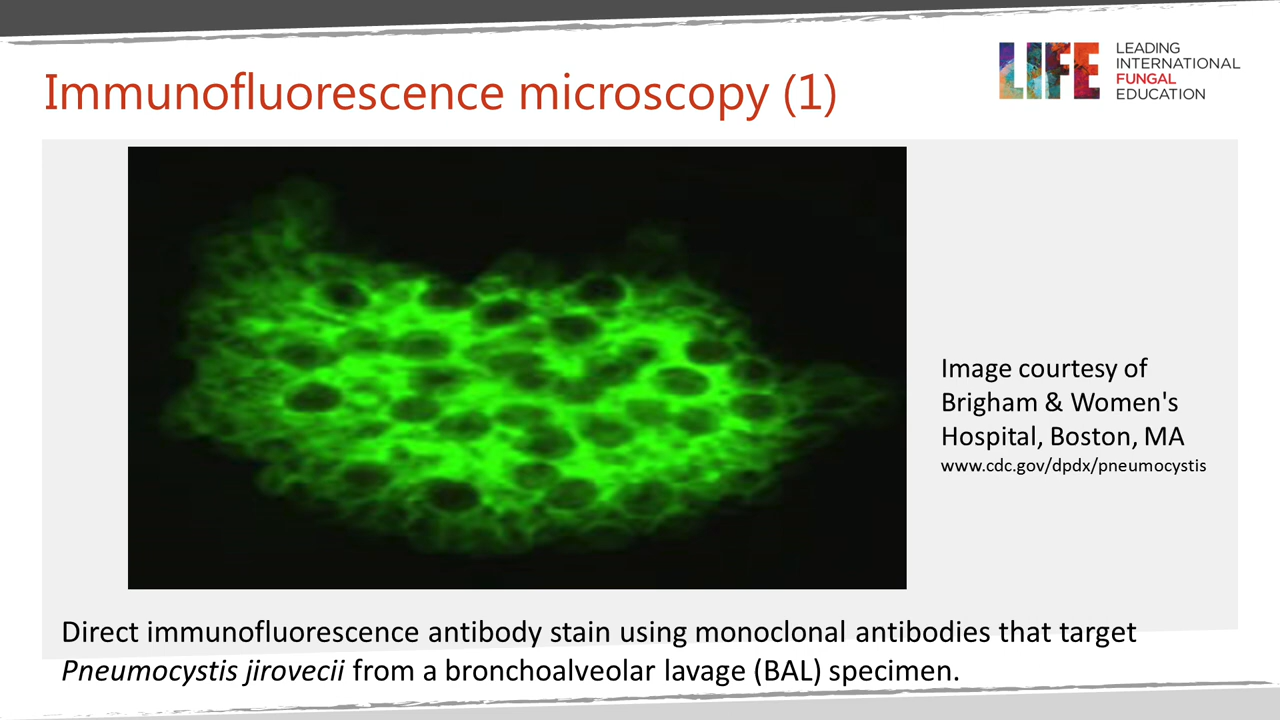 Immunofluorescence microscopy (1)
LIFE
LEADING
INTERNATIONAL
FUNGAL
EDUCATION
Image courtesy of
Brigham & Women's
Hospital, Boston, MA
www.cdc.gov/dpdx/pneumocystis
Direct immunofluorescence antibody stain using monoclonal antibodies that target
Pneumocystis jirovecii from a bronchoalveolar lavage (BAL) specimen.